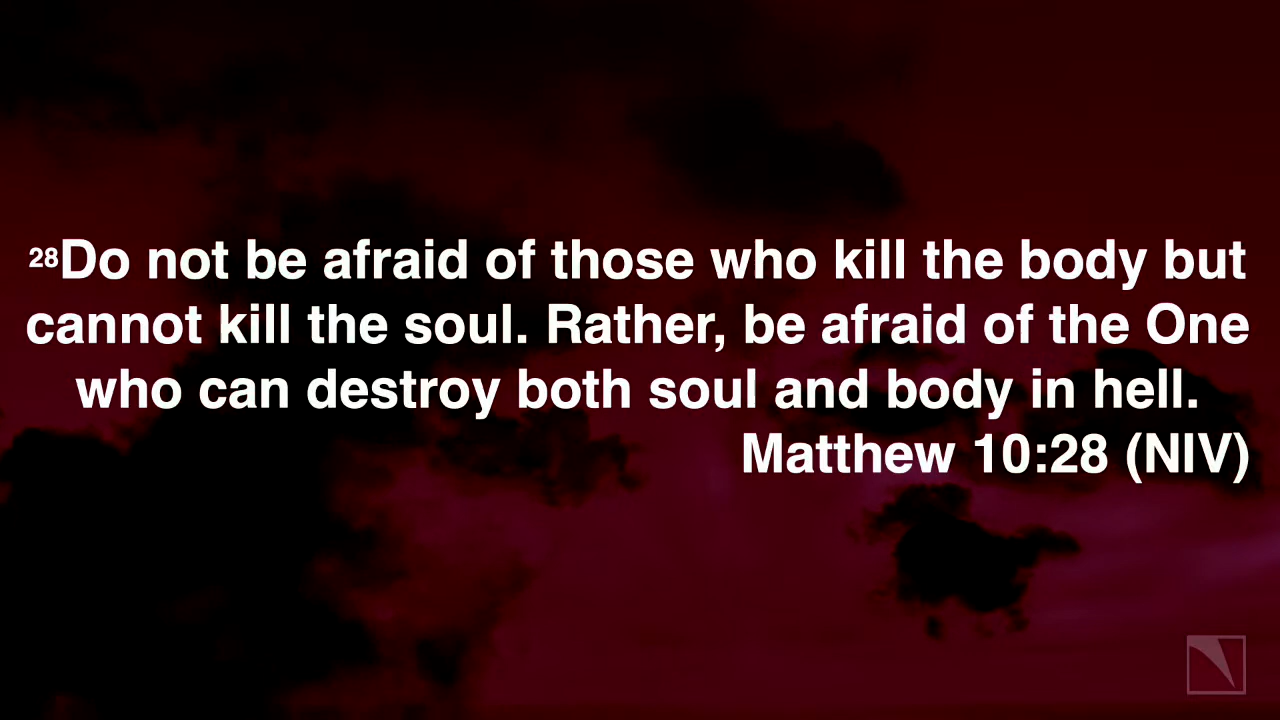 28Do not be afraid of those who kill the body but
cannot kill the soul. Rather, be afraid of the One
who can destroy both soul and body in hell.
Matthew 10:28 (NIV)